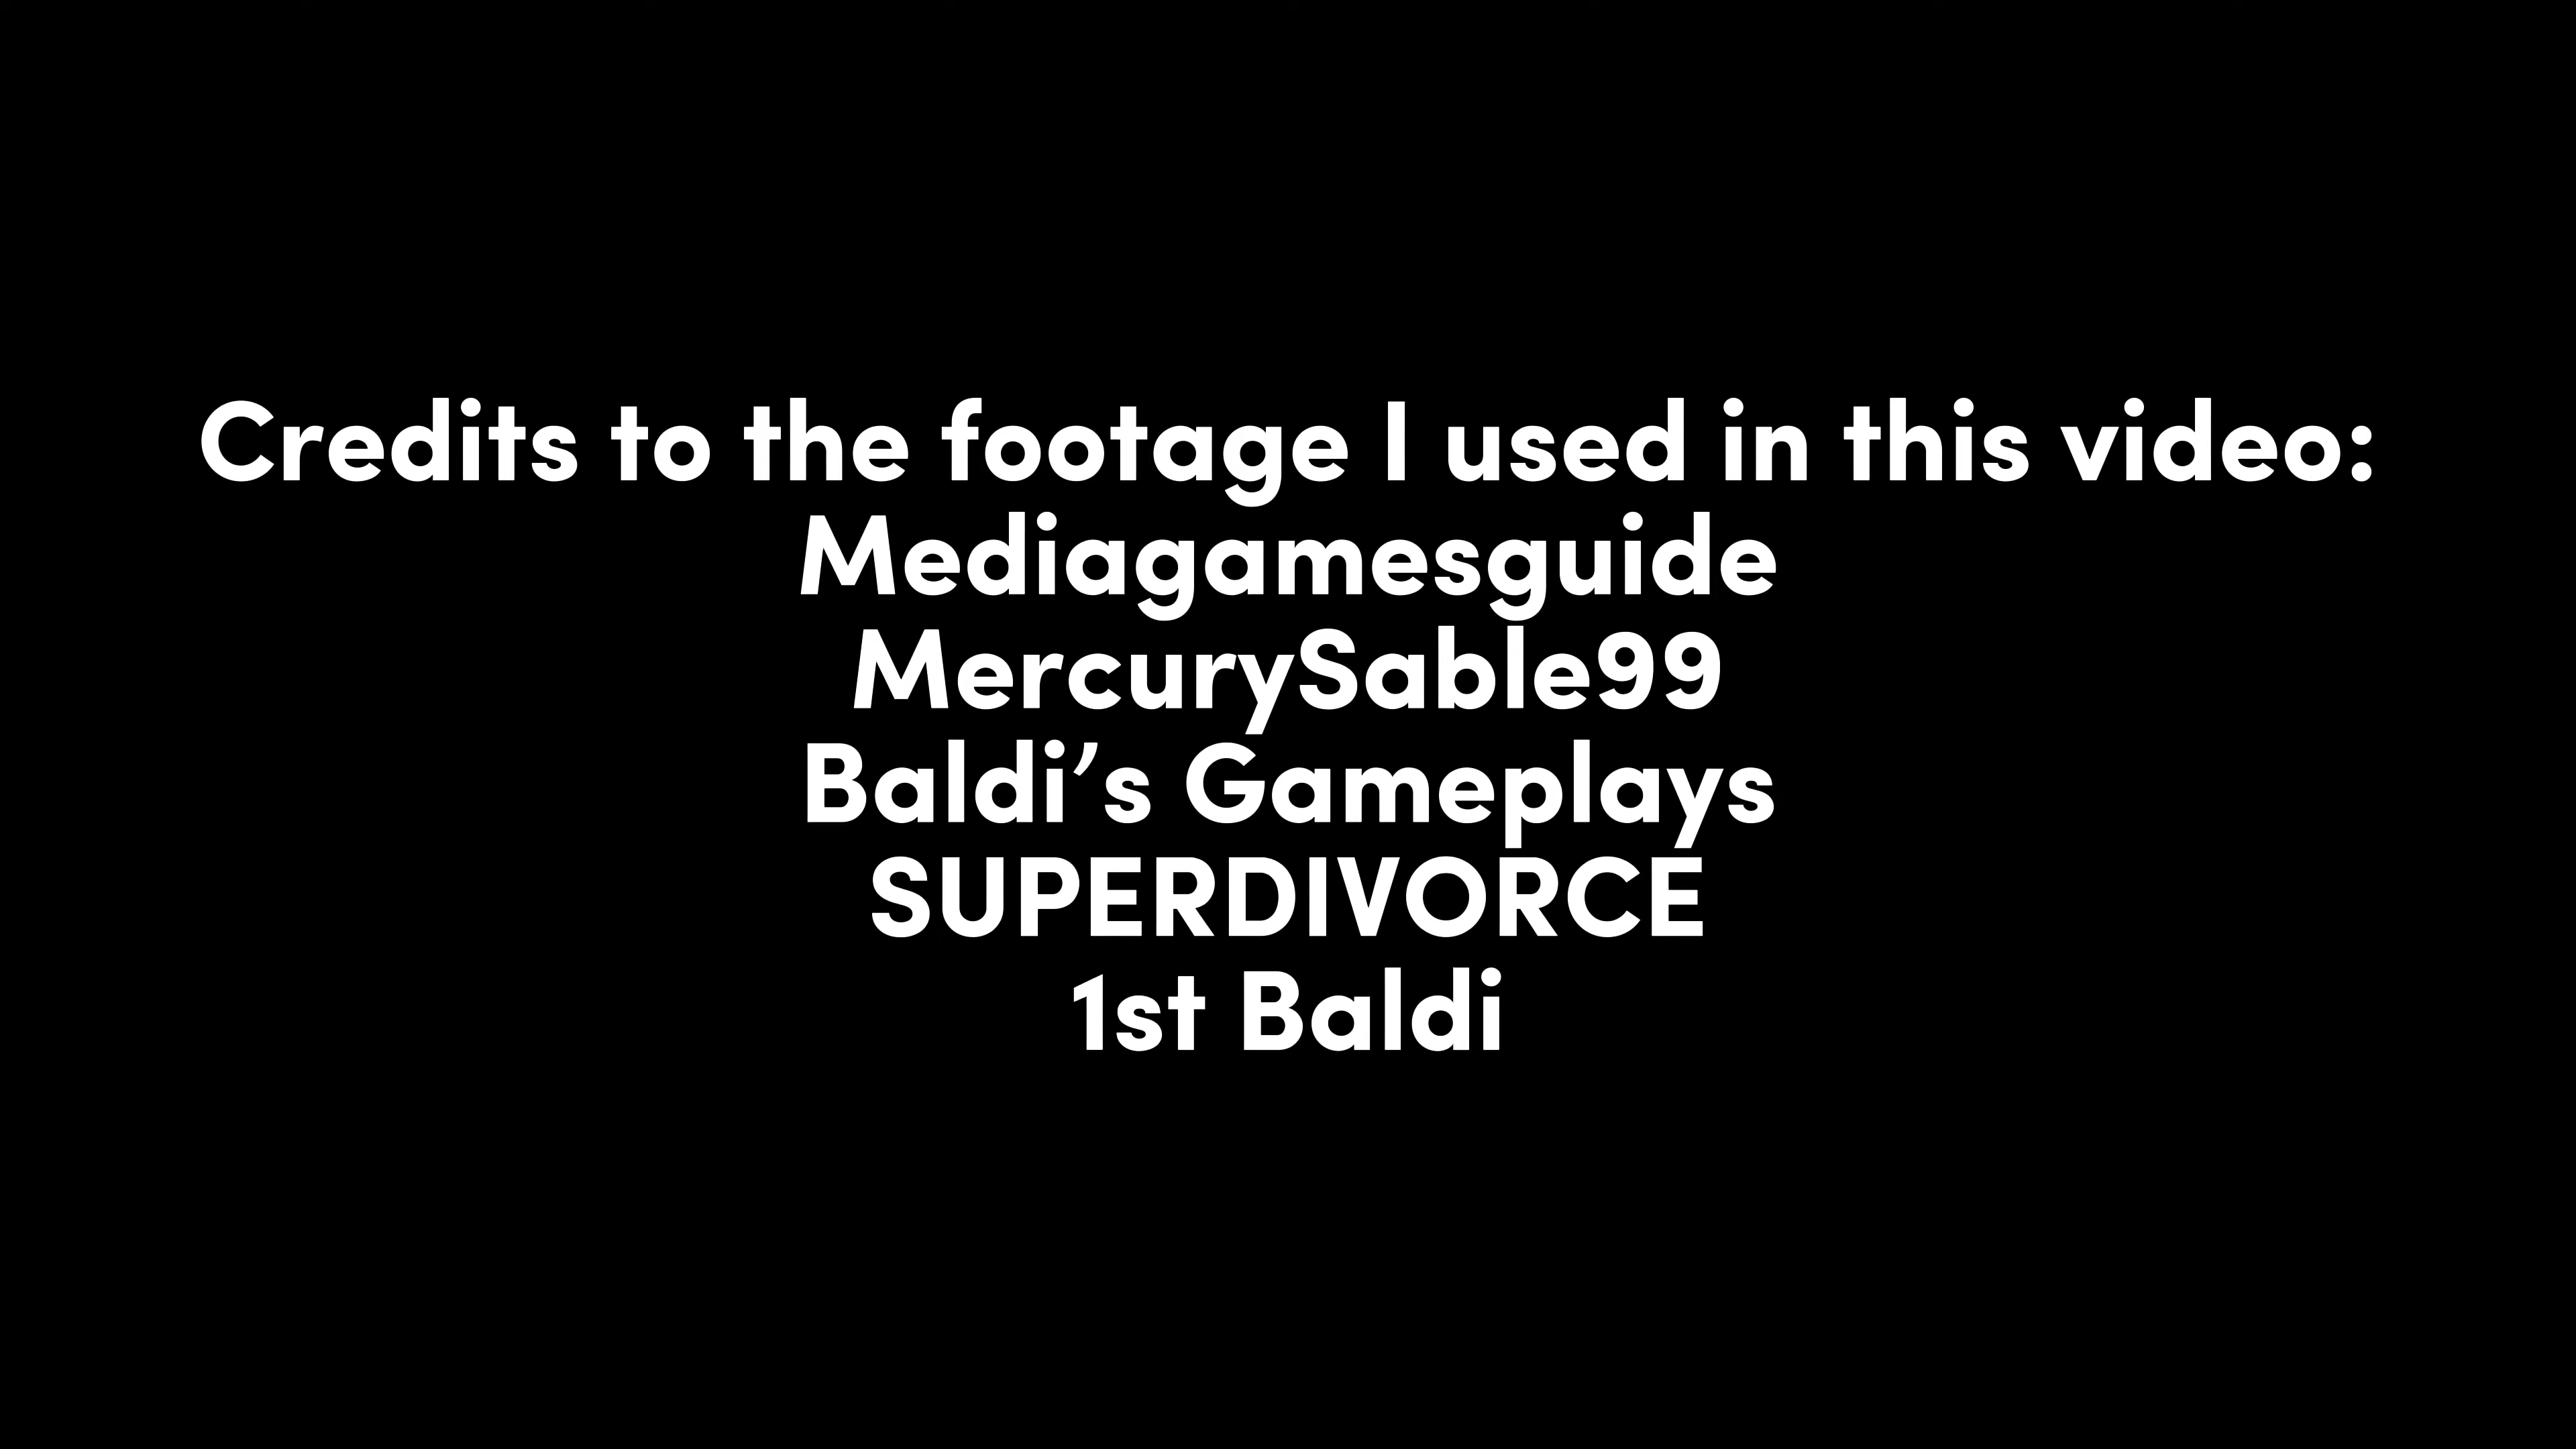 Credits to the footage I used in this video:
Mediagamesguide
MercurySable99
Baldi’s Gameplays
SUPERDIVORCE
1st Baldi